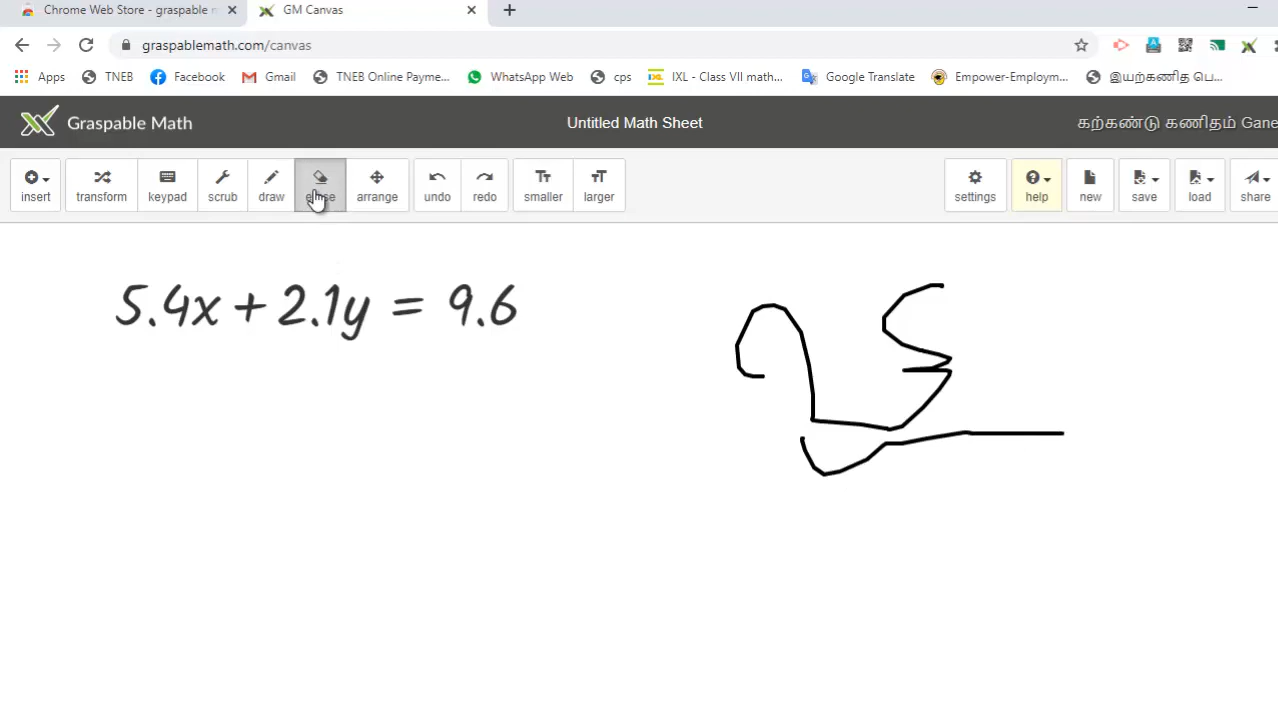 Chrome Web Store - graspable m
GM Canvas
graspablemath.com/canvas
Apps TNEB Facebook Gmail TNEB Online Payme... WhatsApp Web cps IXL - Class VII math... Google Translate Empower-Employm... இயற்கணித பெ...
Graspable Math
Untitled Math Sheet
கற்கண்டு கணிதம் Gane
insert transform keypad scrub draw erase arrange undo redo smaller larger settings help new save load share
5.4x + 2.1y = 9.6